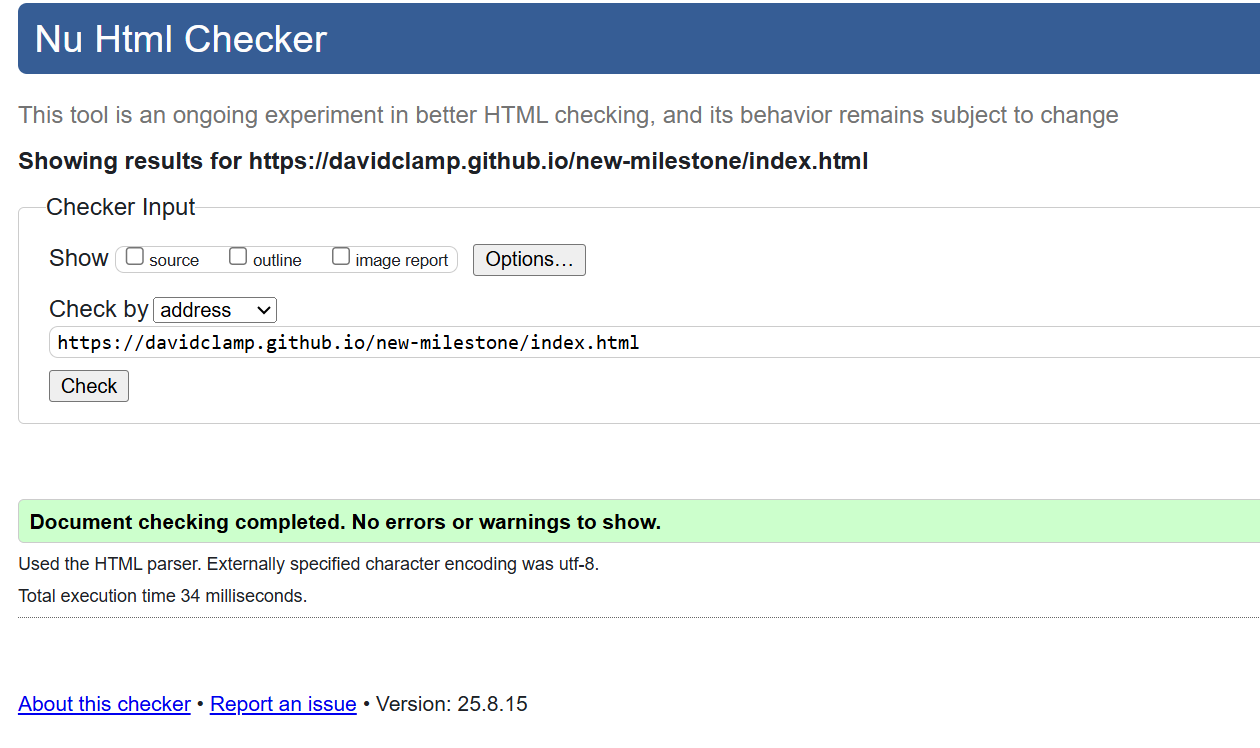 Nu Html Checker
This tool is an ongoing experiment in better HTML checking, and its behavior remains subject to change
Showing results for https://davidclamp.github.io/new-milestone/index.html
Checker Input
Show source outline image report Options…
Check by address
https://davidclamp.github.io/new-milestone/index.html
Check
Document checking completed. No errors or warnings to show.
Used the HTML parser. Externally specified character encoding was utf-8.
Total execution time 34 milliseconds.
About this checker • Report an issue • Version: 25.8.15